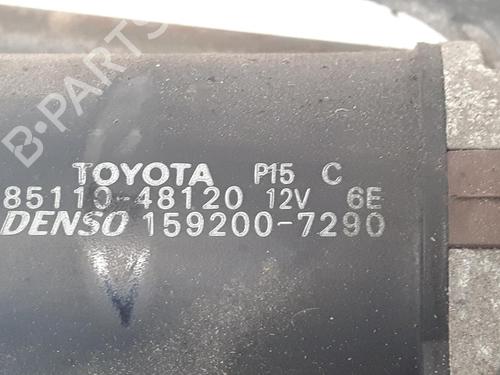 B-PARTS
TOYOTA P15 C
85110-48120 12V 6E
DENSO 159200-7290